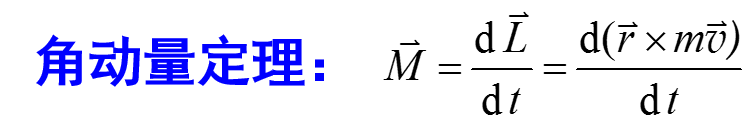 角动量定理： $\vec{M} = \frac{\mathrm{d}\vec{L}}{\mathrm{d}t} = \frac{\mathrm{d}(\vec{r} \times m\vec{v})}{\mathrm{d}t}$